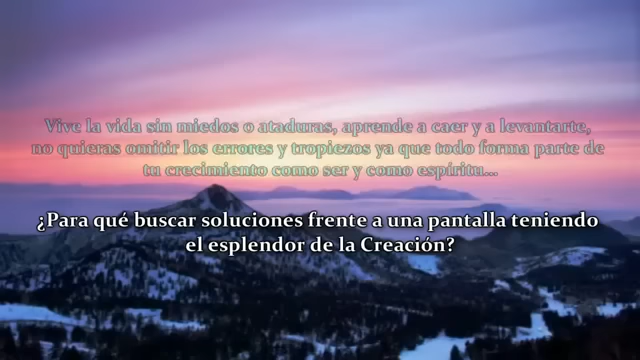 Vive la vida sin miedos o ataduras, aprende a caer y a levantarte,
no quieras omitir los errores y tropiezos ya que todo forma parte de
tu crecimiento como ser y como espíritu...
¿Para qué buscar soluciones frente a una pantalla teniendo
el esplendor de la Creación?